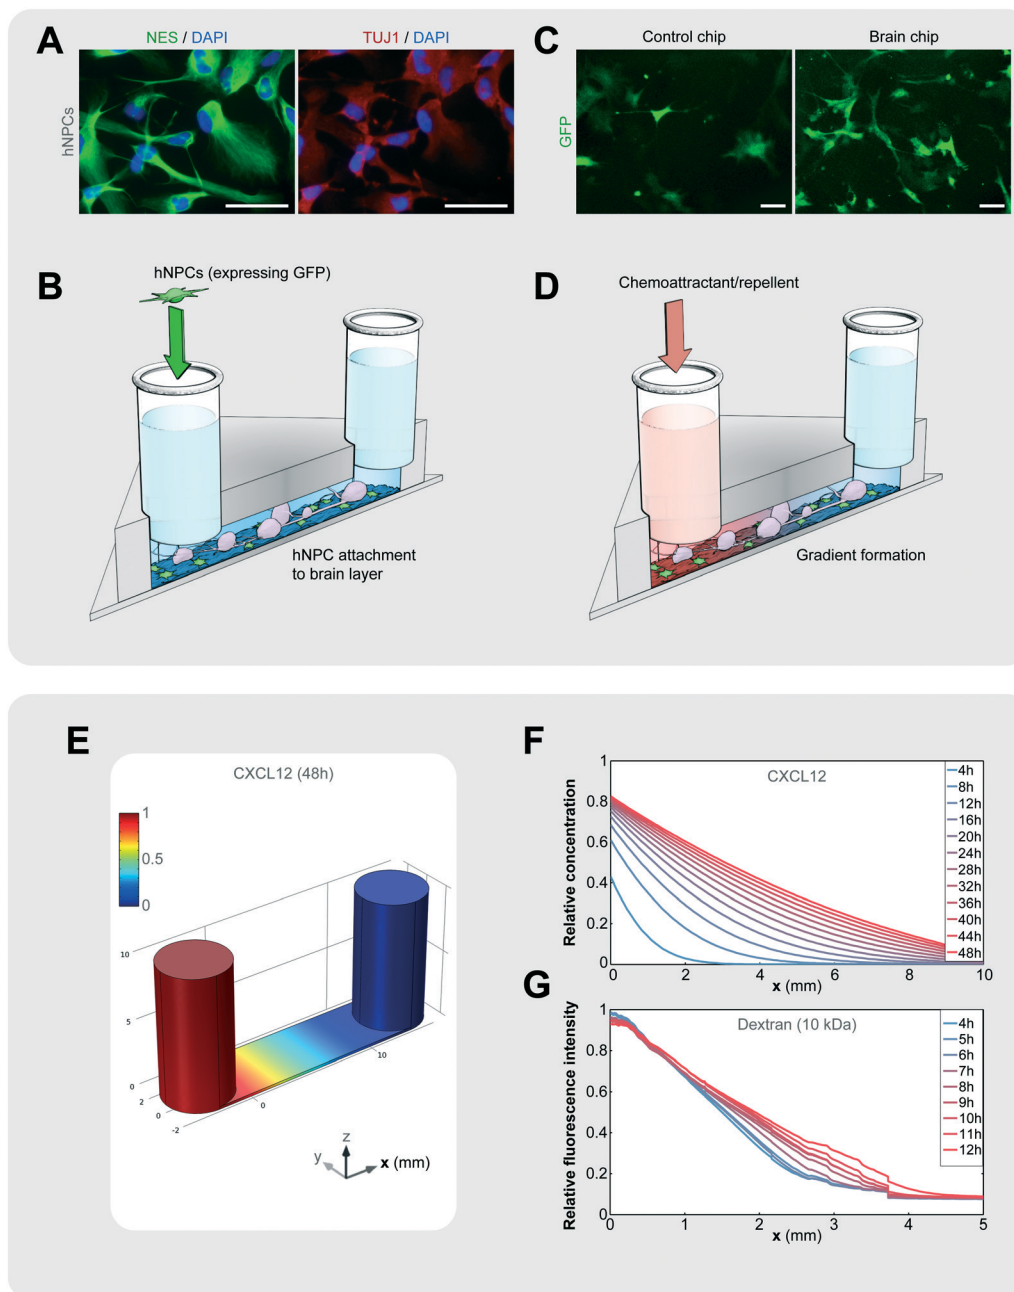 A
NES / DAPI
TUJ1 / DAPI
hNPCs
C
Control chip
Brain chip
GFP
B
hNPCs (expressing GFP)
hNPC attachment
to brain layer
D
Chemoattractant/repellent
Gradient formation
E
CXCL12 (48h)
1
0.5
0
10
5
0
2
0
-2
0
10
z
y
x (mm)
F
CXCL12
Relative concentration
1
0.8
0.6
0.4
0.2
0
0
2
4
6
8
10
x (mm)
4h
8h
12h
16h
20h
24h
28h
32h
36h
40h
44h
48h
G
Dextran (10 kDa)
Relative fluorescence intensity
1
0.8
0.6
0.4
0.2
0
0
1
2
3
4
5
x (mm)
4h
5h
6h
7h
8h
9h
10h
11h
12h